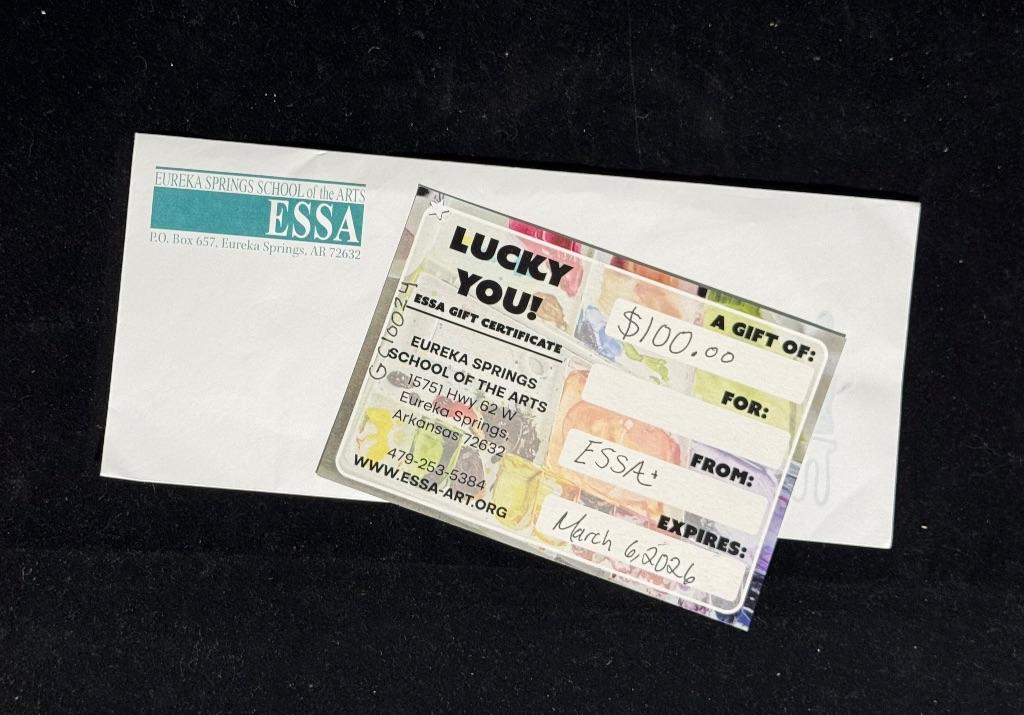 EUREKA SPRINGS SCHOOL of the ARTS
ESSA
P.O. Box 657, Eureka Springs, AR 72632
LUCKY
YOU!
ESSA GIFT CERTIFICATE
EUREKA SPRINGS
SCHOOL OF THE ARTS
15751 Hwy 62 W
Eureka Springs,
Arkansas 72632
479-253-5384
WWW.ESSA-ART.ORG
GC10024
A GIFT OF:
$100.00
FOR:
FROM:
ESSA
EXPIRES:
March 6, 2026